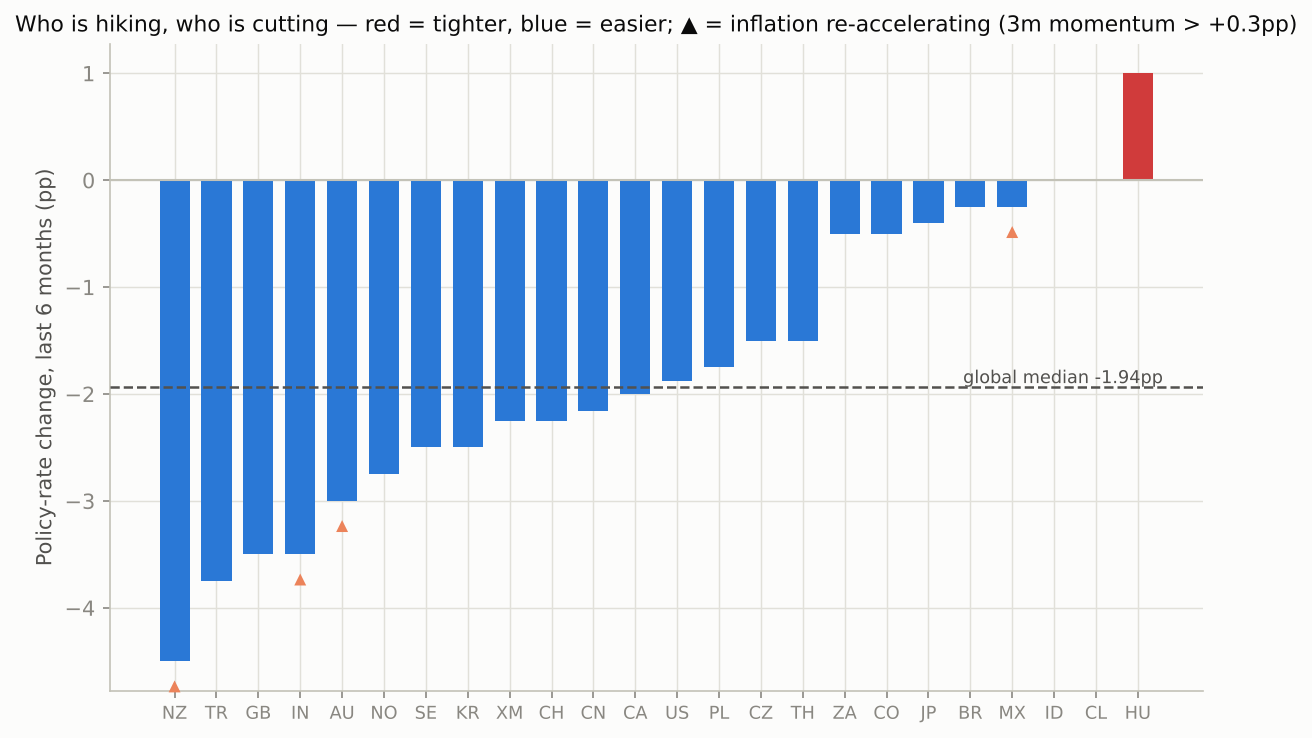 Who is hiking, who is cutting — red = tighter, blue = easier; ▲ = inflation re-accelerating (3m momentum > +0.3pp)
Policy-rate change, last 6 months (pp)
1
0
−1
−2
−3
−4
global median -1.94pp
NZ TR GB IN AU NO SE KR XM CH CN CA US PL CZ TH ZA CO JP BR MX ID CL HU